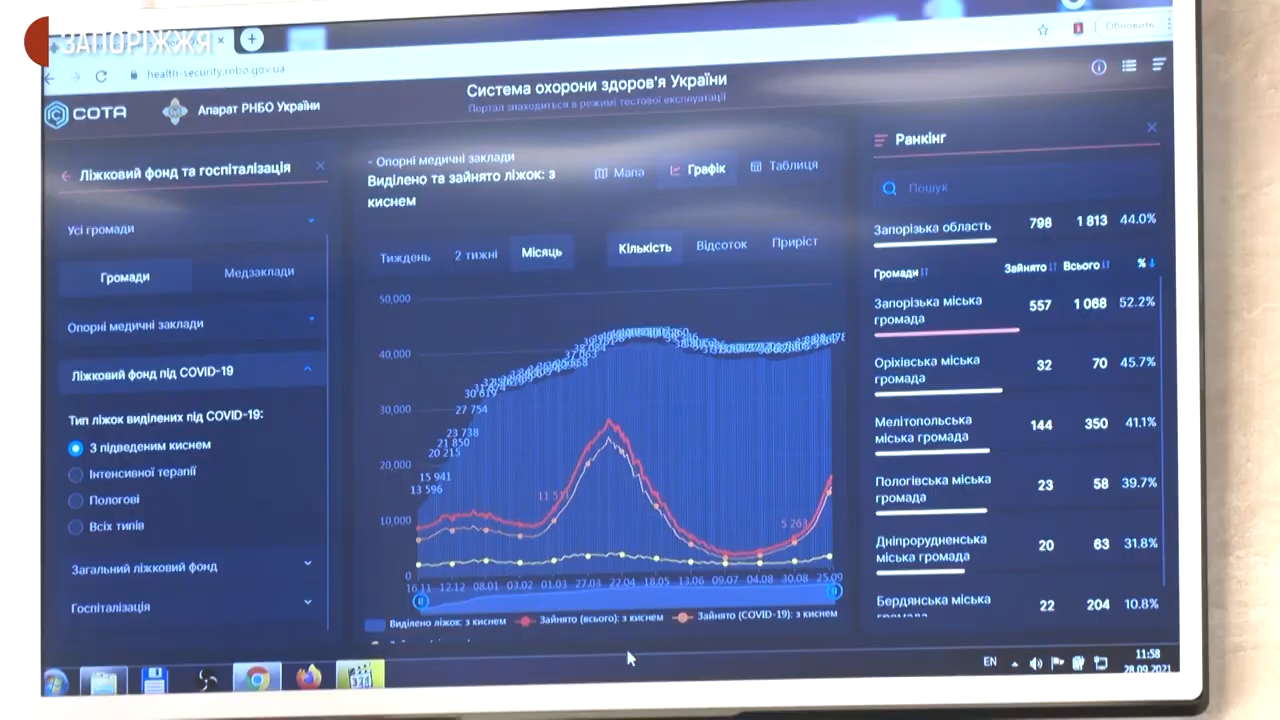 ЗАПОРІЖЖЯ
Обновить
health-security.rnbo.gov.ua
СОТА
Апарат РНБО України
Система охорони здоров'я України
Портал знаходиться в режимі тестової експлуатації
Ліжковий фонд та госпіталізація
Усі громади
Громади Медзаклади
Опорні медичні заклади
Ліжковий фонд під COVID-19
Тип ліжок виділених під COVID-19:
З підведеним киснем
Інтенсивної терапії
Пологові
Всіх типів
Загальний ліжковий фонд
Госпіталізація
- Опорні медичні заклади
Виділено та зайнято ліжок: з
киснем
Мапа Графік Таблиця
Тиждень 2 тижні Місяць
Кількість Відсоток Приріст
50,000
40,000
30,000
20,000
10,000
0
13 596
15 941
20 215
21 850
23 738
27 754
30 619
37 063
38 084
5 263
16.11 12.12 08.01 03.02 01.03 27.03 22.04 18.05 13.06 09.07 04.08 30.08 25.09
Виділено ліжок: з киснем Зайнято (всього): з киснем Зайнято (COVID-19): з киснем
Ранкінг
Пошук
Запорізька область 798 1 813 44.0%
Громади Зайнято Всього %
Запорізька міська
громада 557 1 068 52.2%
Оріхівська міська
громада 32 70 45.7%
Мелітопольська
міська громада 144 350 41.1%
Пологівська міська
громада 23 58 39.7%
Дніпрорудненська
міська громада 20 63 31.8%
Бердянська міська
громада 22 204 10.8%
EN
11:58
28.09.2021